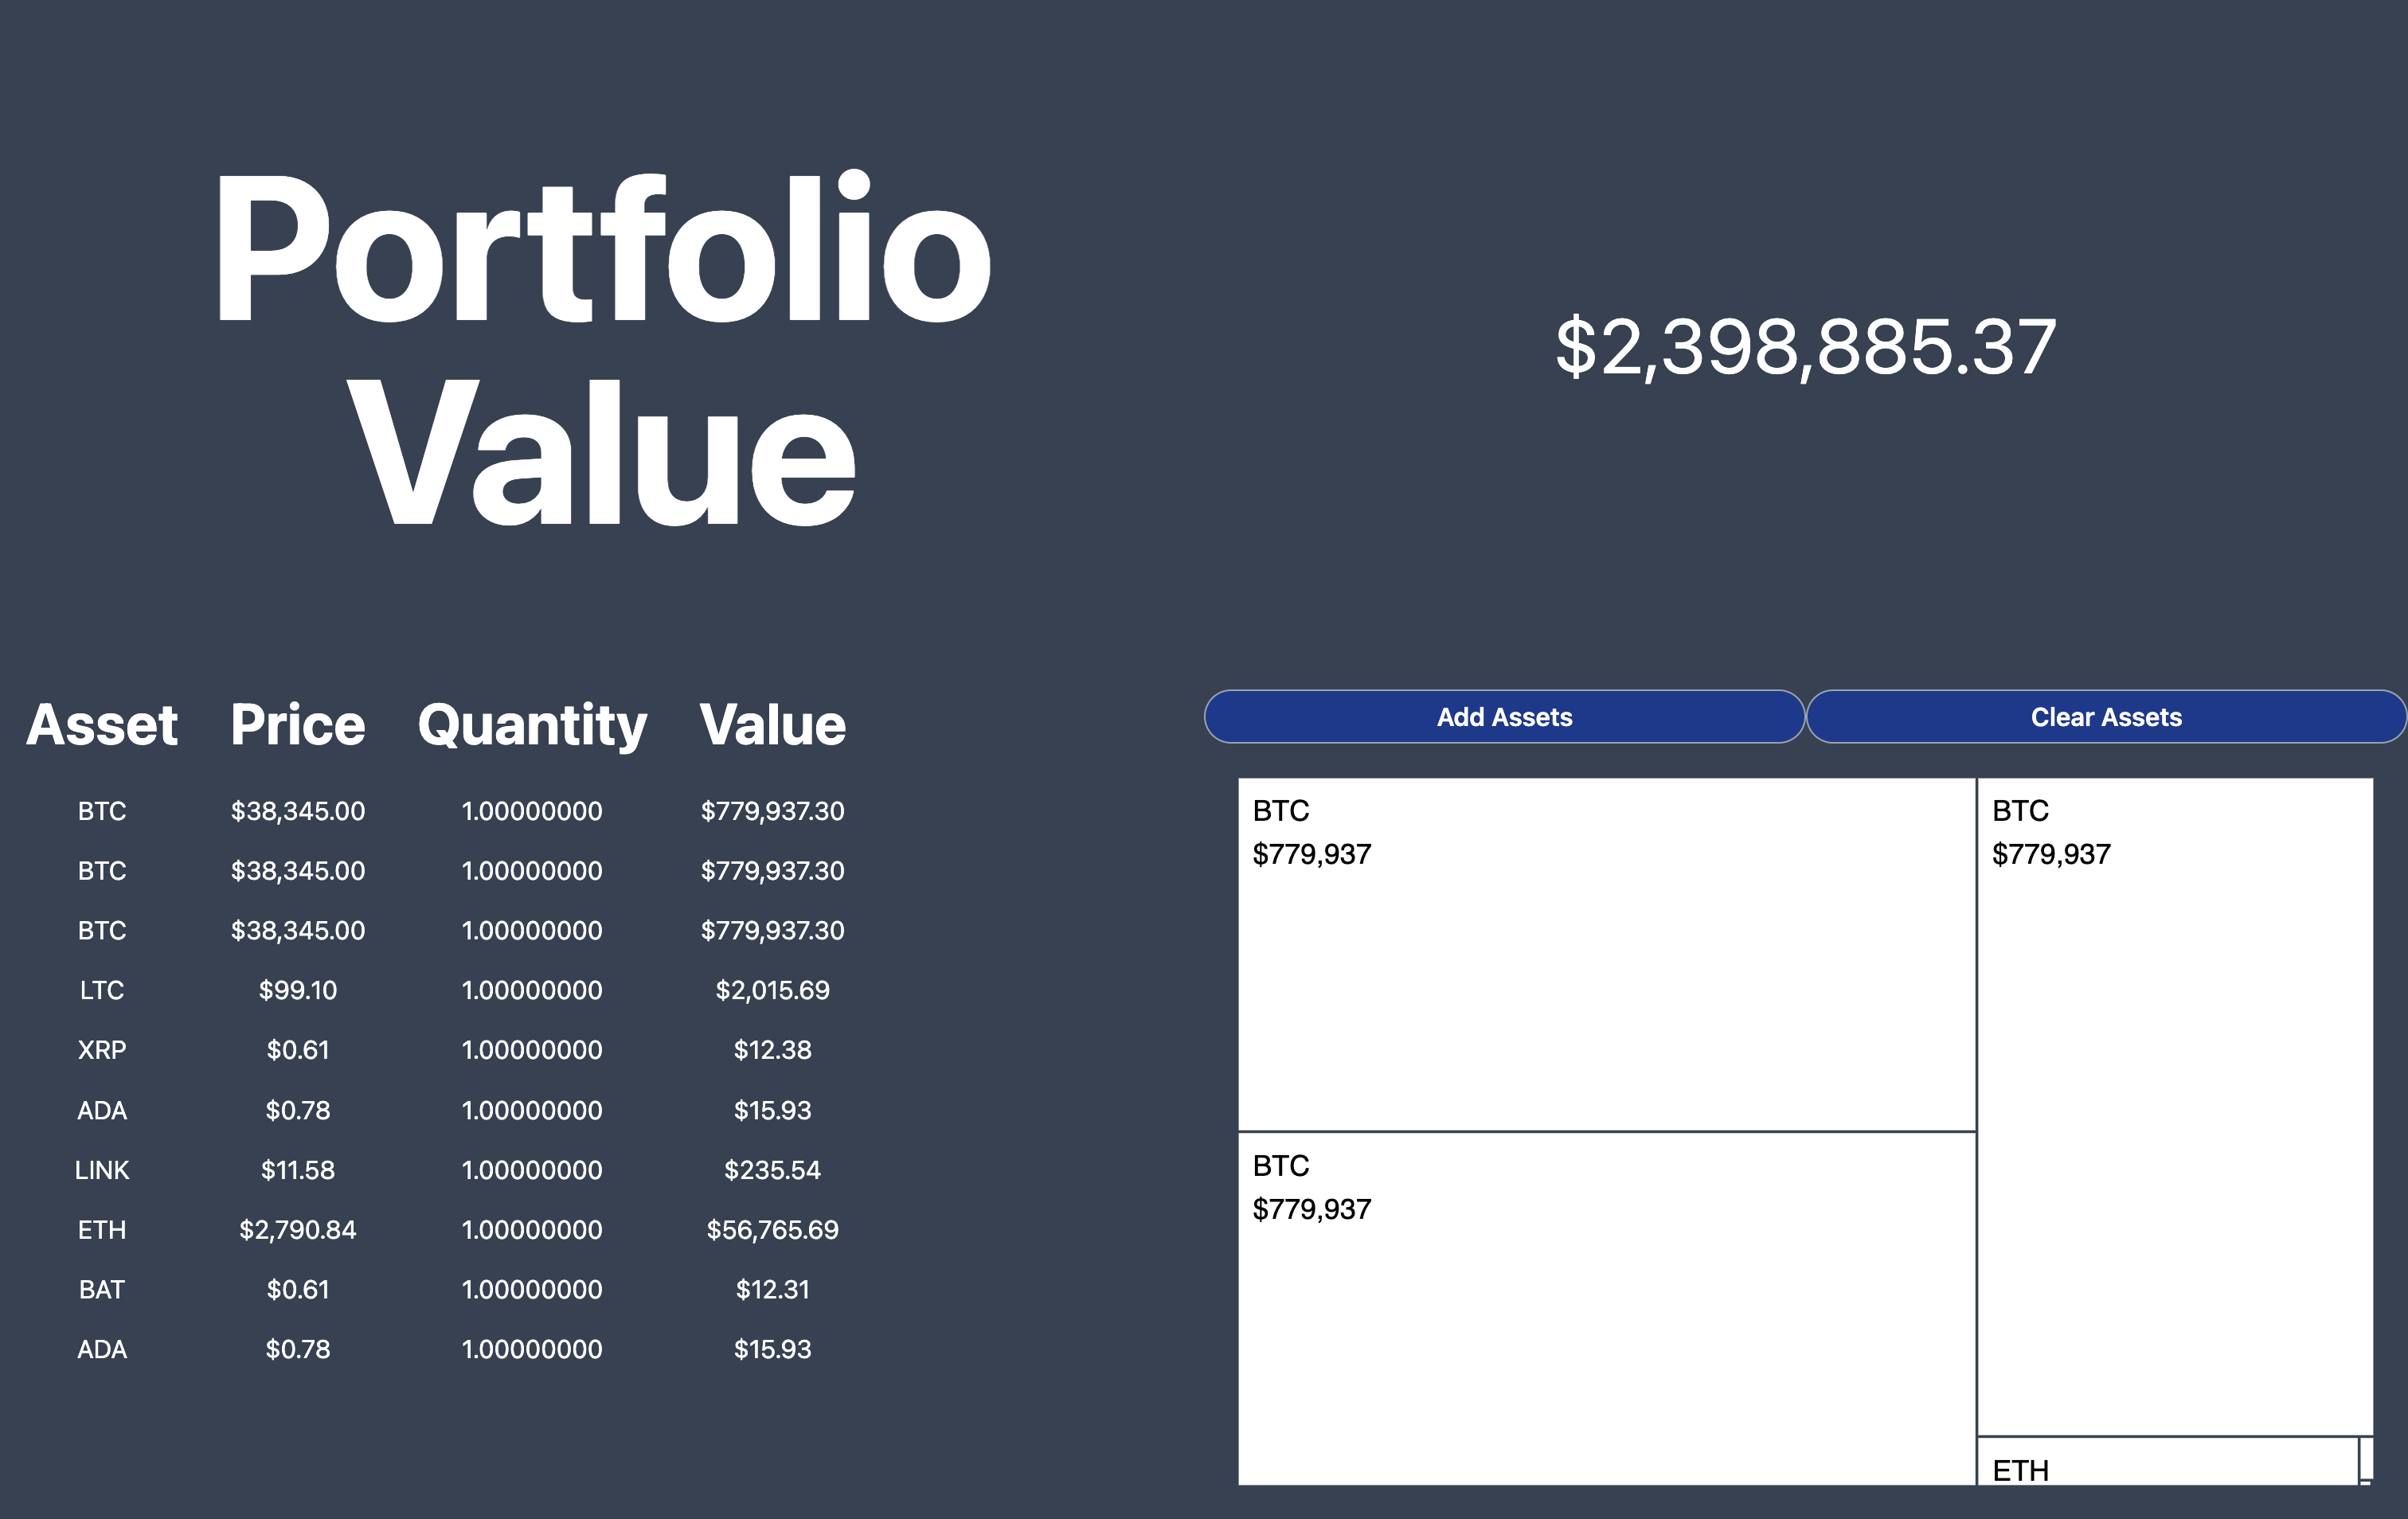 Portfolio
Value
$2,398,885.37
Asset Price Quantity Value
BTC $38,345.00 1.00000000 $779,937.30
BTC $38,345.00 1.00000000 $779,937.30
BTC $38,345.00 1.00000000 $779,937.30
LTC $99.10 1.00000000 $2,015.69
XRP $0.61 1.00000000 $12.38
ADA $0.78 1.00000000 $15.93
LINK $11.58 1.00000000 $235.54
ETH $2,790.84 1.00000000 $56,765.69
BAT $0.61 1.00000000 $12.31
ADA $0.78 1.00000000 $15.93
Add Assets Clear Assets
BTC
$779,937
BTC
$779,937
BTC
$779,937
ETH